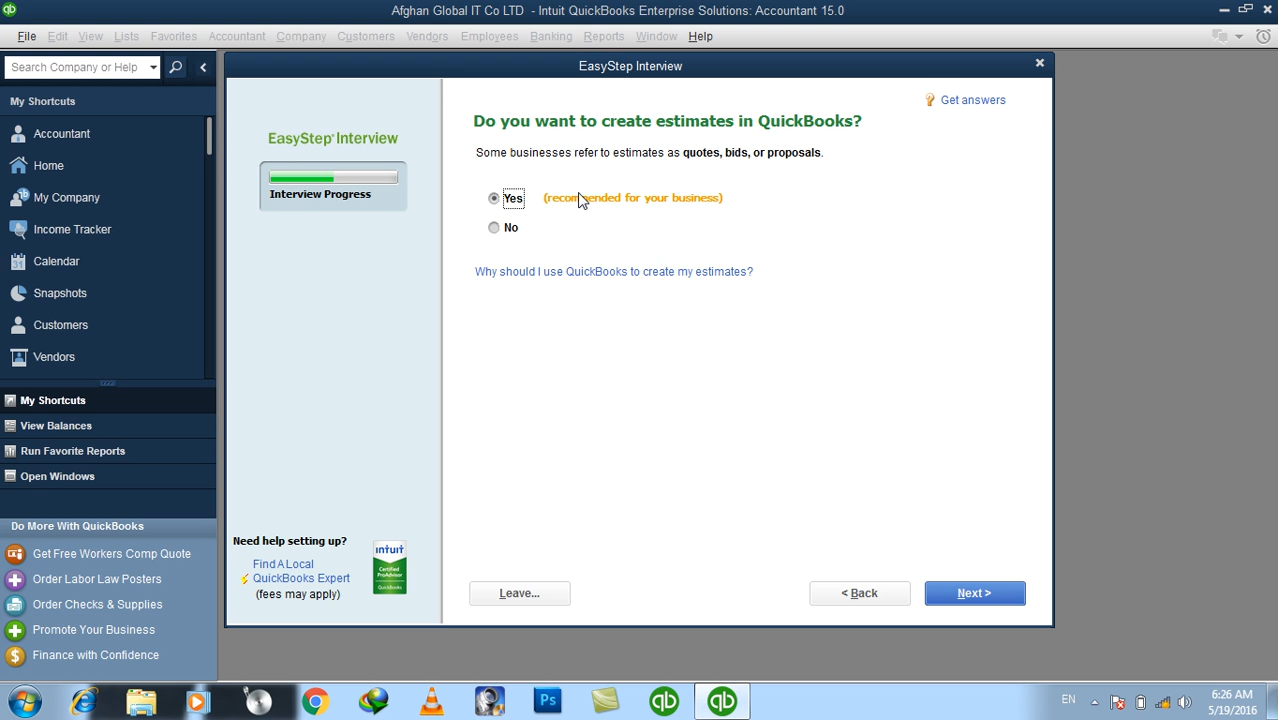 Afghan Global IT Co LTD - Intuit QuickBooks Enterprise Solutions: Accountant 15.0
File Edit View Lists Favorites Accountant Company Customers Vendors Employees Banking Reports Window Help
Search Company or Help
EasyStep Interview
My Shortcuts
Accountant
Home
My Company
Income Tracker
Calendar
Snapshots
Customers
Vendors
My Shortcuts
View Balances
Run Favorite Reports
Open Windows
Do More With QuickBooks
Get Free Workers Comp Quote
Order Labor Law Posters
Order Checks & Supplies
Promote Your Business
Finance with Confidence
EasyStep Interview
Interview Progress
Need help setting up?
Find A Local
QuickBooks Expert
(fees may apply)
intuit
Certified
ProAdvisor
QuickBooks
Get answers
Do you want to create estimates in QuickBooks?
Some businesses refer to estimates as quotes, bids, or proposals.
Yes (recommended for your business)
No
Why should I use QuickBooks to create my estimates?
Leave... < Back Next >
Ps
qb
qb
EN
6:26 AM
5/19/2016